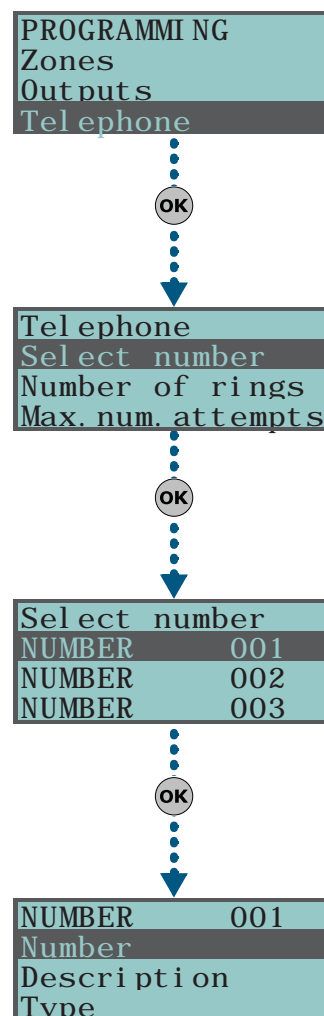 PROGRAMMING
Zones
Outputs
Telephone
OK
Telephone
Select number
Number of rings
Max.num.attempts
OK
Select number
NUMBER 001
NUMBER 002
NUMBER 003
OK
NUMBER 001
Number
Description
Type